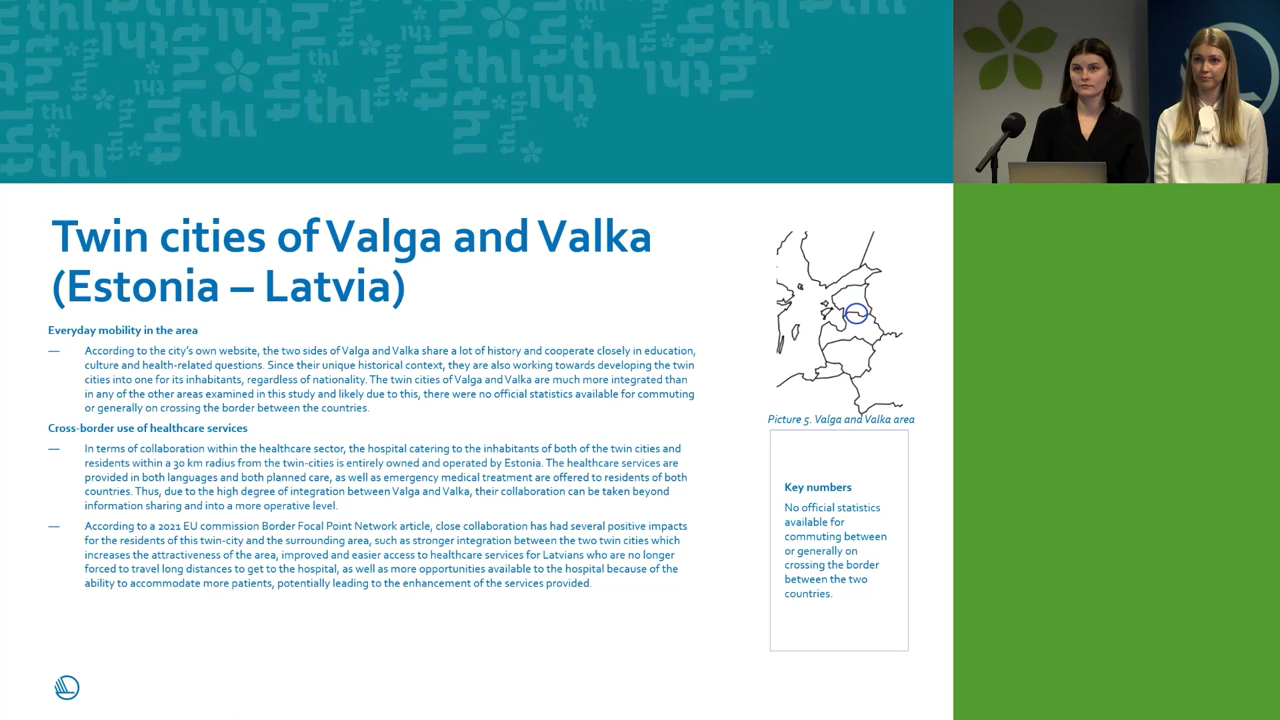 thl thl thl thl thl thl thl thl
Twin cities of Valga and Valka
(Estonia – Latvia)
Everyday mobility in the area
— According to the city's own website, the two sides of Valga and Valka share a lot of history and cooperate closely in education,
culture and health-related questions. Since their unique historical context, they are also working towards developing the twin
cities into one for its inhabitants, regardless of nationality. The twin cities of Valga and Valka are much more integrated than
in any of the other areas examined in this study and likely due to this, there were no official statistics available for commuting
or generally on crossing the border between the countries.
Cross-border use of healthcare services
— In terms of collaboration within the healthcare sector, the hospital catering to the inhabitants of both of the twin cities and
residents within a 30 km radius from the twin-cities is entirely owned and operated by Estonia. The healthcare services are
provided in both languages and both planned care, as well as emergency medical treatment are offered to residents of both
countries. Thus, due to the high degree of integration between Valga and Valka, their collaboration can be taken beyond
information sharing and into a more operative level.
— According to a 2021 EU commission Border Focal Point Network article, close collaboration has had several positive impacts
for the residents of this twin-city and the surrounding area, such as stronger integration between the two twin cities which
increases the attractiveness of the area, improved and easier access to healthcare services for Latvians who are no longer
forced to travel long distances to get to the hospital, as well as more opportunities available to the hospital because of the
ability to accommodate more patients, potentially leading to the enhancement of the services provided.
Picture 5. Valga and Valka area
Key numbers
No official statistics
available for
commuting between
or generally on
crossing the border
between the two
countries.